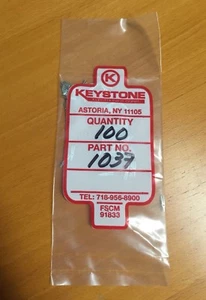 K
KEYSTONE
ASTORIA, NY 11105
QUANTITY
100
PART NO.
1037
TEL: 718-956-8900
FSCM
91833